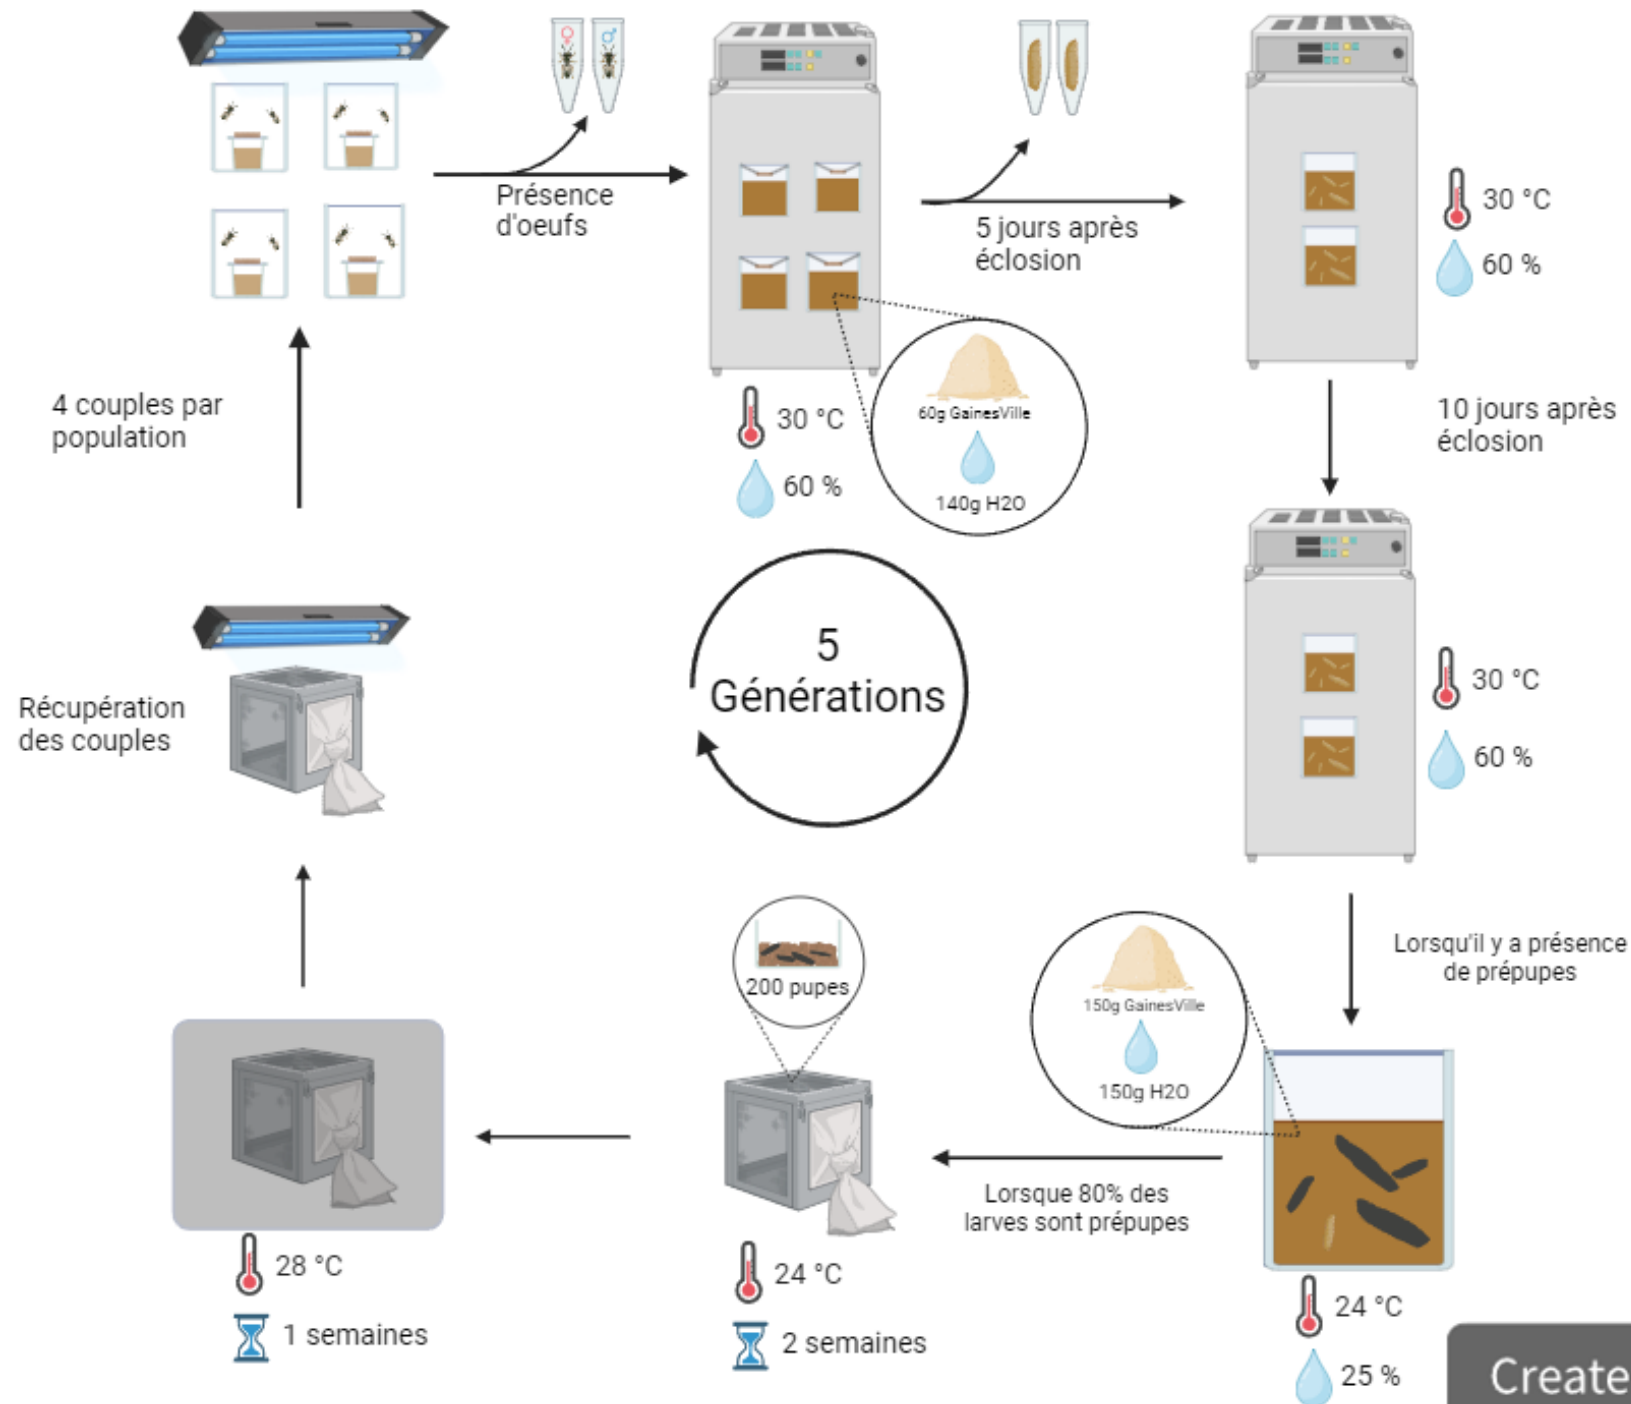 Présence
d'oeufs
5 jours après
éclosion
30 °C
60 %
60g GainesVille
140g H2O
30 °C
60 %
10 jours après
éclosion
4 couples par
population
5
Générations
30 °C
60 %
Récupération
des couples
Lorsqu'il y a présence
de prépupes
150g GainesVille
150g H2O
200 pupes
Lorsque 80% des
larves sont prépupes
24 °C
25 %
24 °C
2 semaines
28 °C
1 semaines
Create